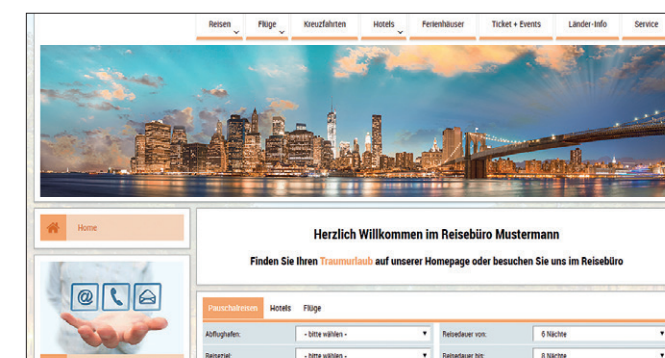 Reisen Flüge Kreuzfahrten Hotels Ferienhäuser Ticket + Events Länder-Info Service
Home
Herzlich Willkommen im Reisebüro Mustermann
Finden Sie Ihren Traumurlaub auf unserer Homepage oder besuchen Sie uns im Reisebüro
@
Pauschalreisen Hotels Flüge
Abflughafen: - bitte wählen - Reisedauer von: 6 Nächte
Reiseziel: - bitte wählen - Reisedauer bis: 8 Nächte